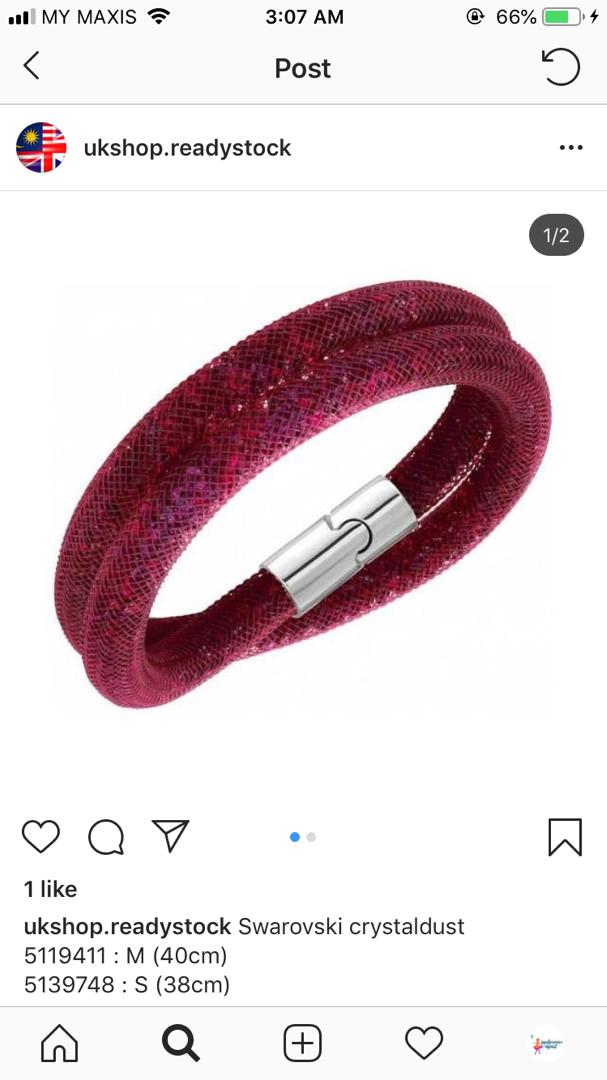 MY MAXIS
3:07 AM
66%
Post
ukshop.readystock
1/2
1 like
ukshop.readystock Swarovski crystaldust
5119411 : M (40cm)
5139748 : S (38cm)